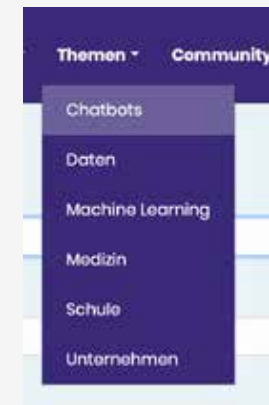 Themen Community
Chatbots
Daten
Machine Learning
Medizin
Schule
Unternehmen